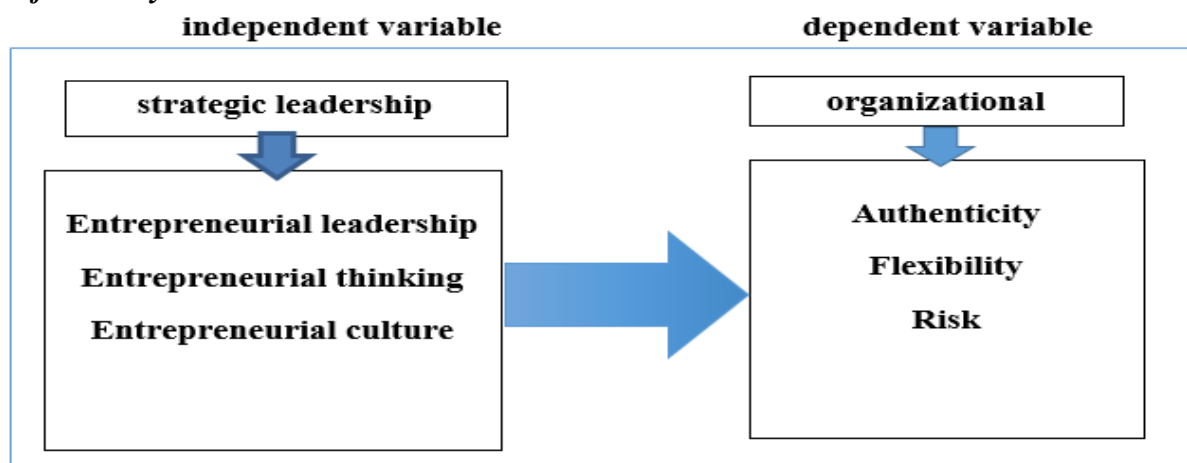 independent variable
dependent variable
strategic leadership
organizational
Entrepreneurial leadership
Entrepreneurial thinking
Entrepreneurial culture
Authenticity
Flexibility
Risk